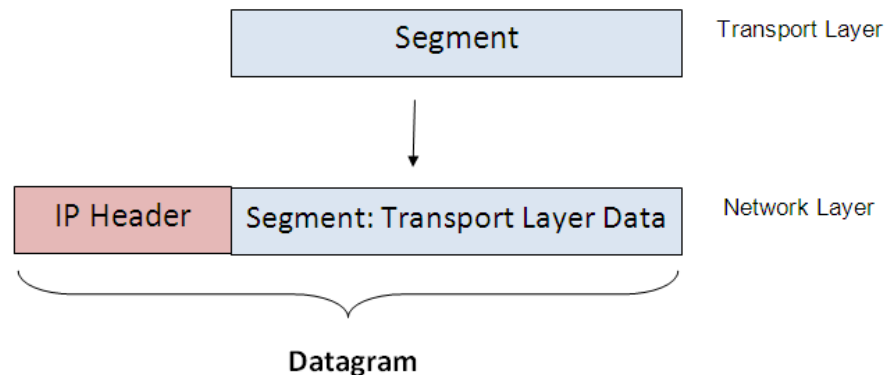 Segment
Transport Layer
IP Header
Segment: Transport Layer Data
Network Layer
Datagram